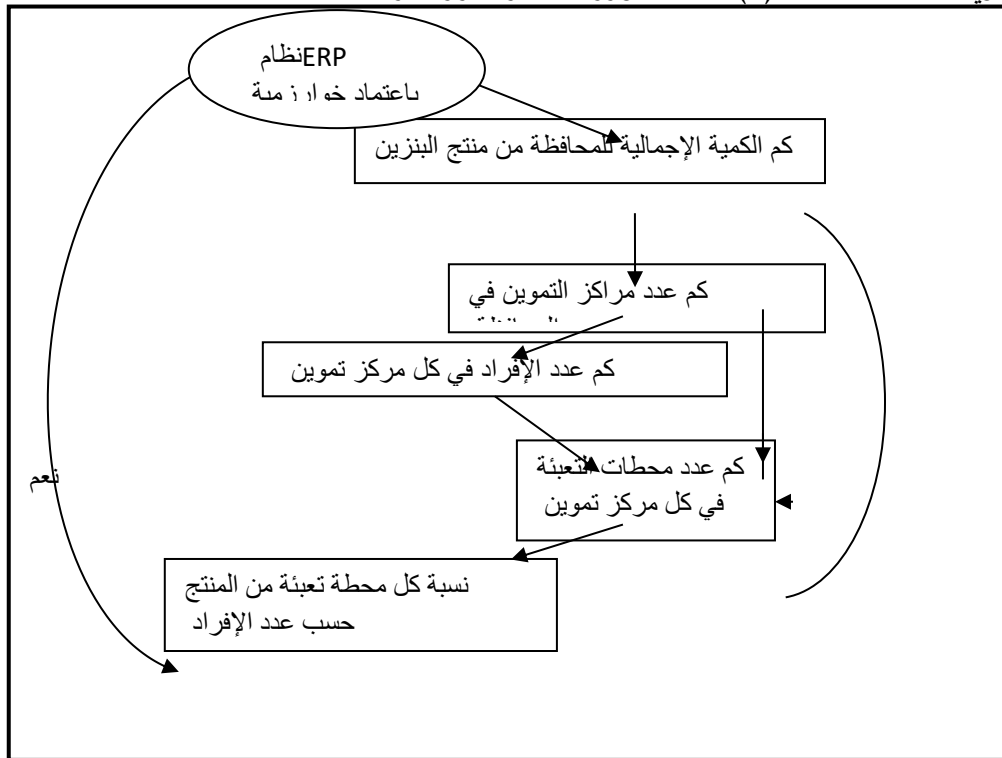 نظام ERP
باعتماد خوارزمية
كم الكمية الإجمالية للمحافظة من منتج البنزين
كم عدد مراكز التموين في
كم عدد الإفراد في كل مركز تموين
كم عدد محطات التعبئة
في كل مركز تموين
نعم
نسبة كل محطة تعبئة من المنتج
حسب عدد الإفراد